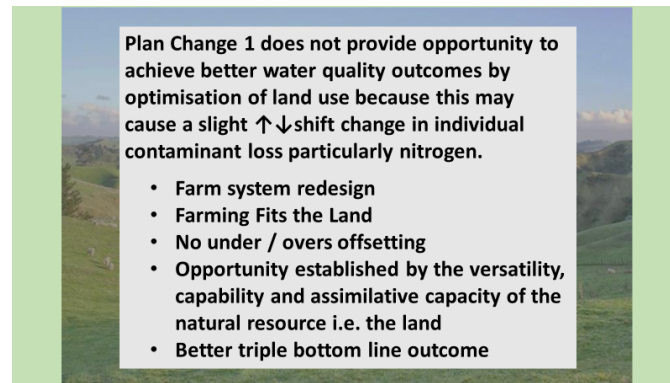 Plan Change 1 does not provide opportunity to
achieve better water quality outcomes by
optimisation of land use because this may
cause a slight ↑↓shift change in individual
contaminant loss particularly nitrogen.
• Farm system redesign
• Farming Fits the Land
• No under / overs offsetting
• Opportunity established by the versatility,
capability and assimilative capacity of the
natural resource i.e. the land
• Better triple bottom line outcome